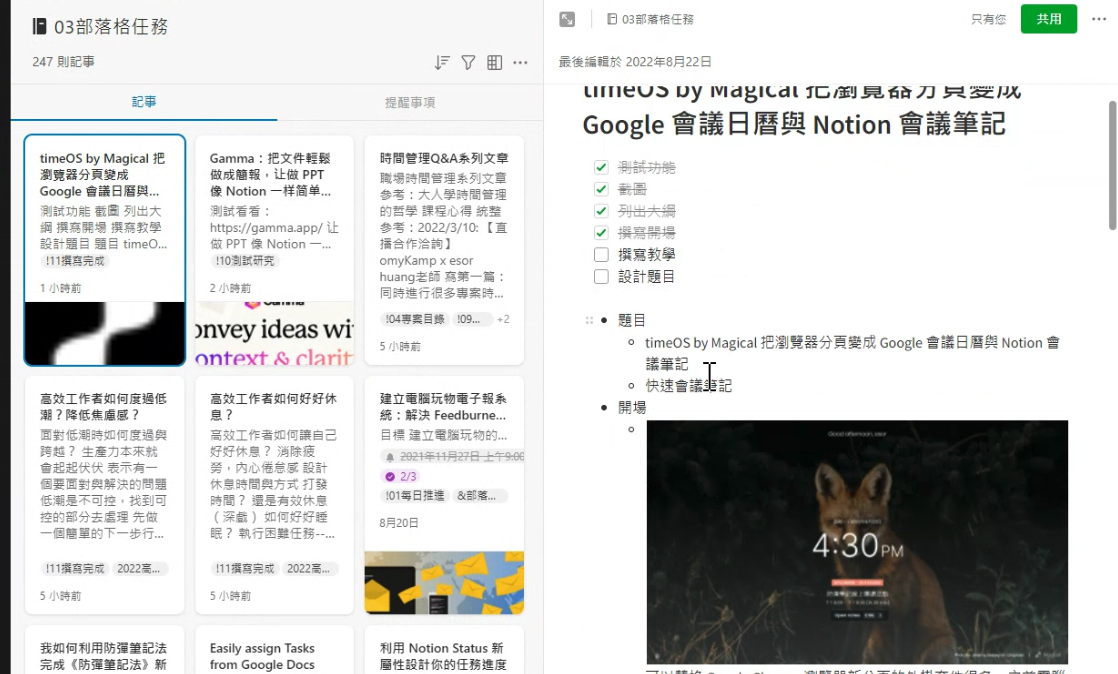 03部落格任務
247 則記事
記事
提醒事項
timeOS by Magical 把
瀏覽器分頁變成
Google 會議日曆與...
測試功能 截圖 列出大
綱 撰寫開場 撰寫教學
設計題目 題目 timeO...
!11撰寫完成
1 小時前
Gamma：把文件輕鬆
做成簡報，让做 PPT
像 Notion 一样简单...
測試看看：
https://gamma.app/ 让
做 PPT 像 Notion 一...
!10測試研究
2 小時前
Gamma
onvey ideas wi
ontext & clarit
時間管理Q&A系列文章
職場時間管理系列文章
參考：大人學時間管理
的哲學 課程心得 統整
參考：2022/3/10:【直
播合作洽詢】
omyKamp x esor
huang老師 寫第一篇：
同時進行很多專案時...
!04專案目錄
!09...
+2
5 小時前
高效工作者如何度過低
潮？降低焦慮感？
面對低潮時如何度過與
跨越？ 生產力本來就
會起起伏伏 表示有一
個要面對與解決的問題
低潮是不可控，找到可
控的部分去處理 先做
一個簡單的下一步行...
!11撰寫完成
2022高...
5 小時前
高效工作者如何好好休
息？
高效工作者如何讓自己
好好休息？ 消除疲
勞，內心倦怠感 設計
休息時間與方式 打發
時間？ 還是有效休息
（深戲） 如何好好睡
眠？ 執行困難任務--...
!11撰寫完成
2022高...
5 小時前
建立電腦玩物電子報系
統：解決 Feedburne...
目標 建立電腦玩物的...
2021年11月27日 上午9:00
2/3
!01每日推進
&部落...
8月20日
我如何利用防彈筆記法
完成《防彈筆記法》新
Easily assign Tasks
from Google Docs
利用 Notion Status 新
屬性設計你的任務進度
03部落格任務
只有您
共用
最後編輯於 2022年8月22日
timeOS by Magical 把瀏覽器分頁變成
Google 會議日曆與 Notion 會議筆記
測試功能
截圖
列出大綱
撰寫開場
撰寫教學
設計題目
題目
timeOS by Magical 把瀏覽器分頁變成 Google 會議日曆與 Notion 會
議筆記
快速會議筆記
開場
Good afternoon, esor
4:30 PM